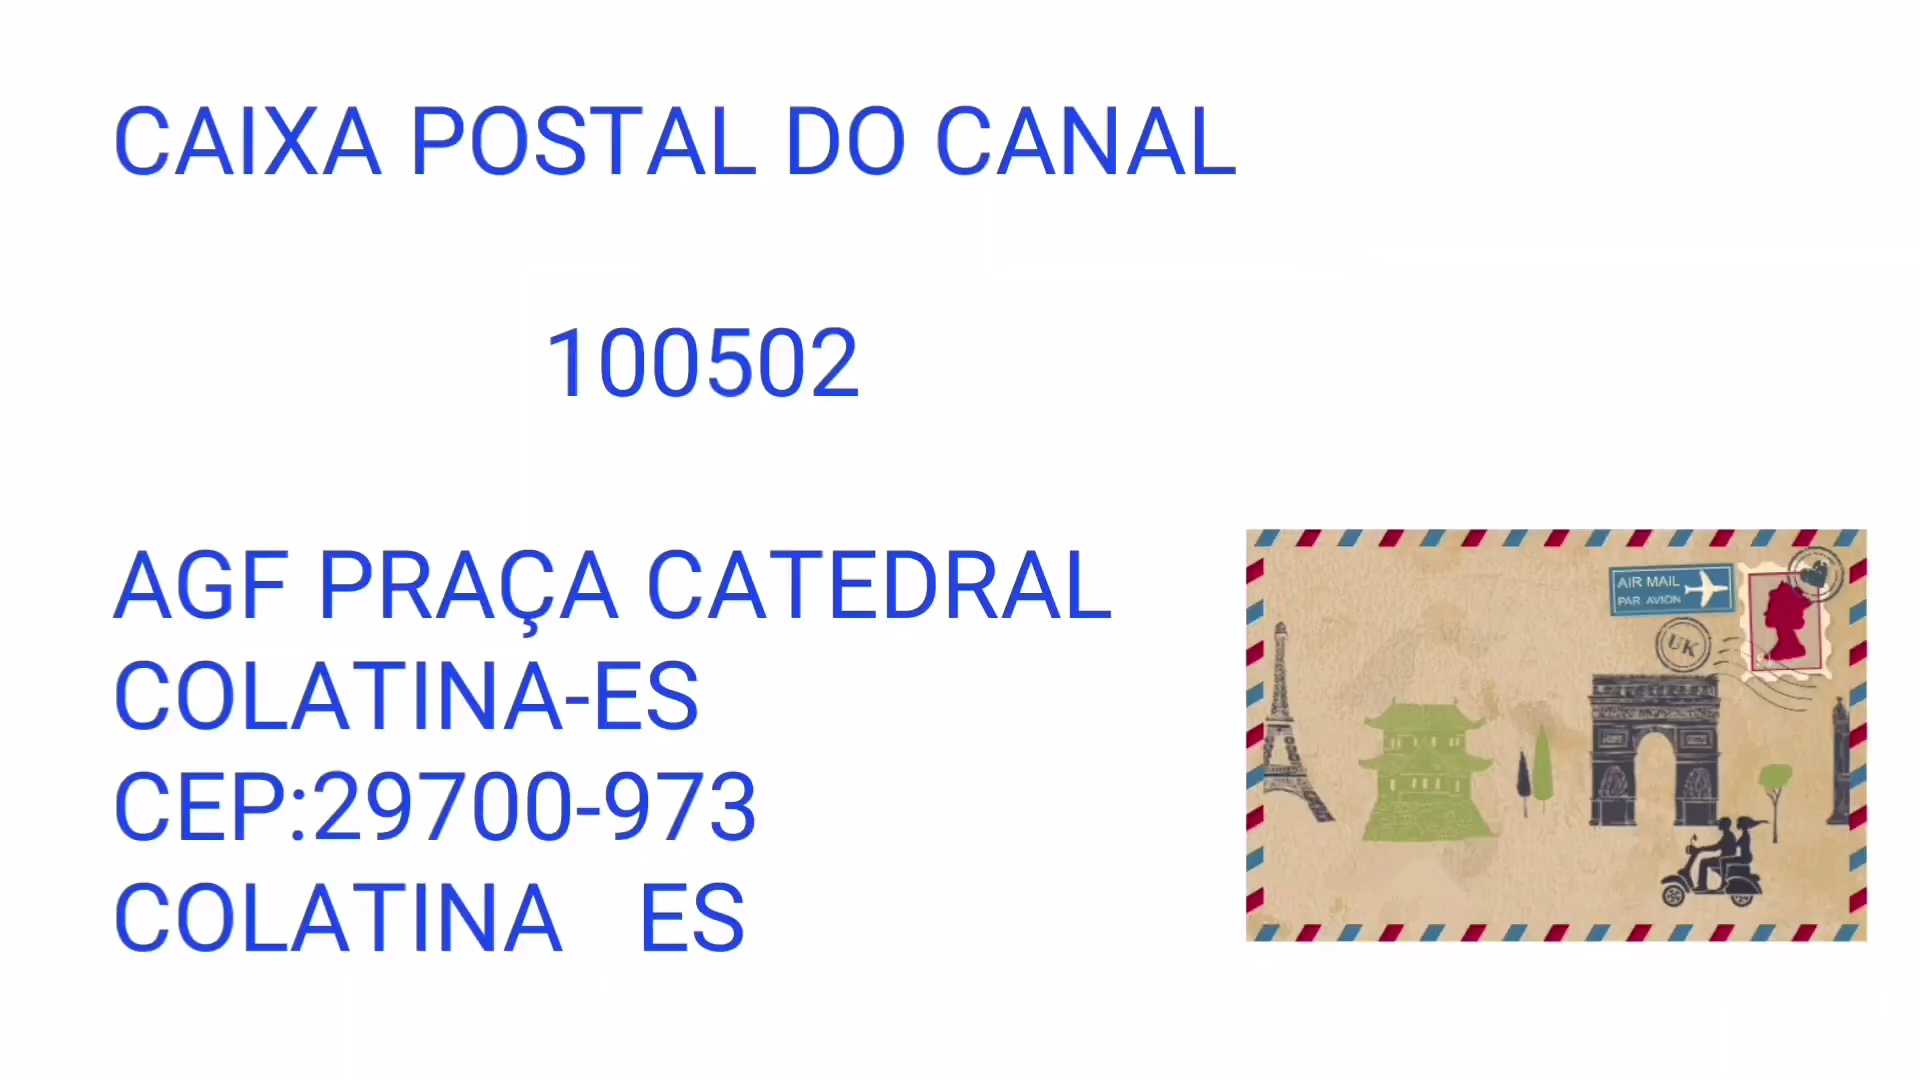 CAIXA POSTAL DO CANAL
100502
AGF PRAÇA CATEDRAL
COLATINA-ES
CEP:29700-973
COLATINA ES
AIR MAIL
PAR AVION
UK